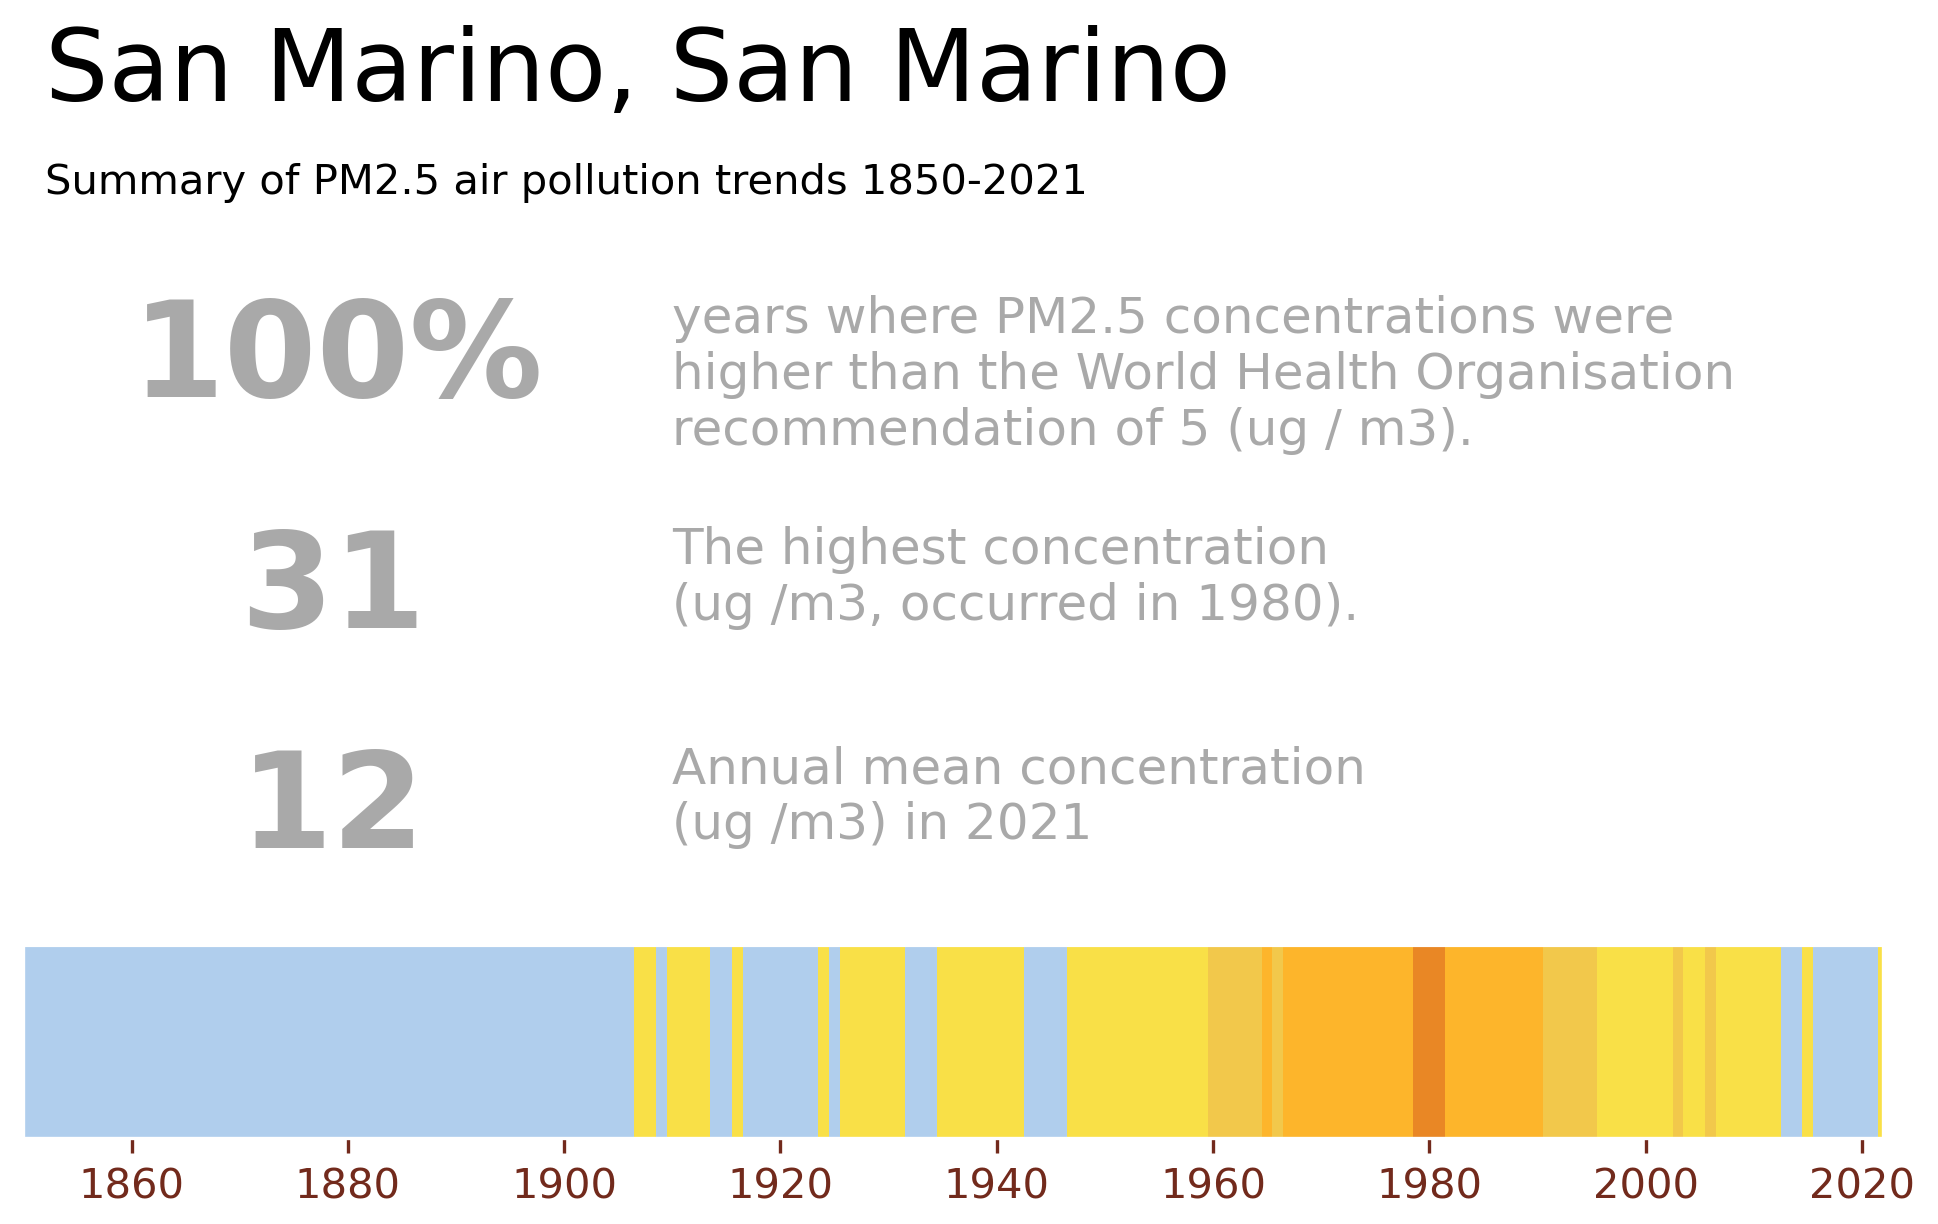 San Marino, San Marino
Summary of PM2.5 air pollution trends 1850-2021
100%
years where PM2.5 concentrations were
higher than the World Health Organisation
recommendation of 5 (ug / m3).
31
The highest concentration
(ug /m3, occurred in 1980).
12
Annual mean concentration
(ug /m3) in 2021
1860 1880 1900 1920 1940 1960 1980 2000 2020